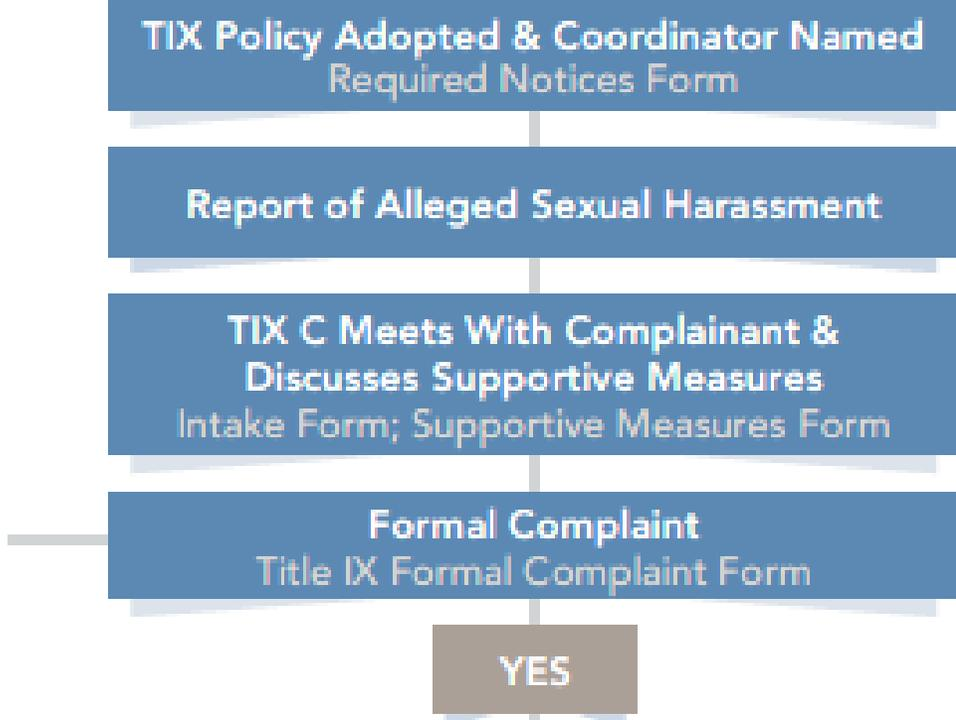 TIX Policy Adopted & Coordinator Named
Required Notices Form
Report of Alleged Sexual Harassment
TIX C Meets With Complainant &
Discusses Supportive Measures
Intake Form; Supportive Measures Form
Formal Complaint
Title IX Formal Complaint Form
YES